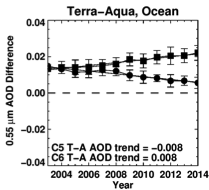 Terra-Aqua, Ocean
0.55 μm AOD Difference
0.04
0.02
0.00
-0.02
-0.04
C5 T-A AOD trend = -0.008
C6 T-A AOD trend = 0.008
2004 2006 2008 2010 2012 2014
Year